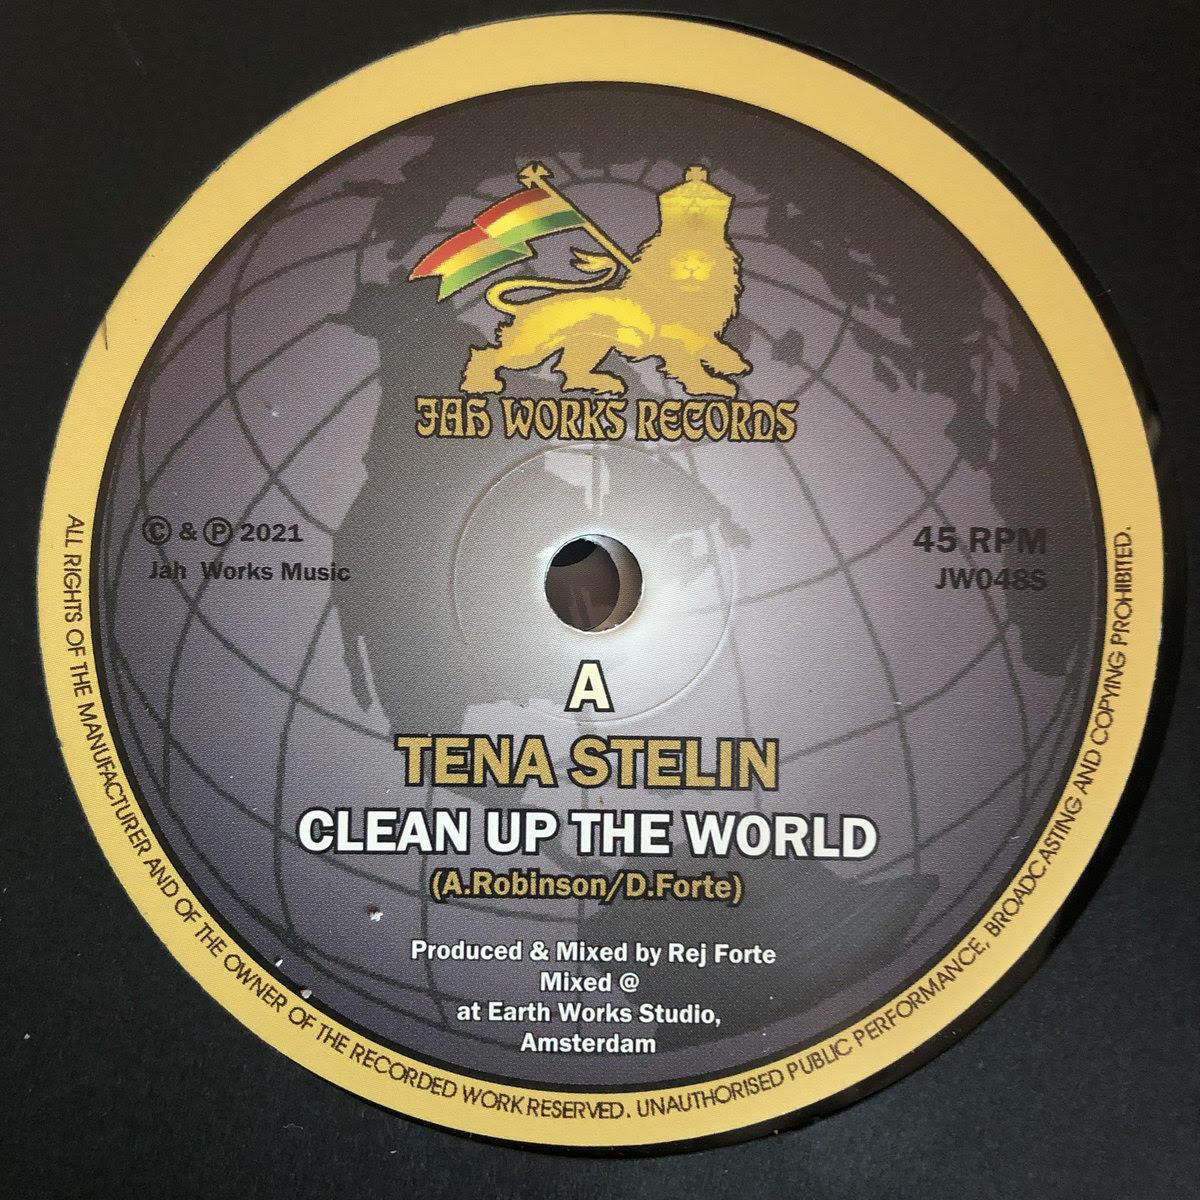 JAH WORKS RECORDS
© & ℗ 2021
Jah Works Music
45 RPM
JW048S
A
TENA STELIN
CLEAN UP THE WORLD
(A.Robinson/D.Forte)
Produced & Mixed by Rej Forte
Mixed @
at Earth Works Studio,
Amsterdam
ALL RIGHTS OF THE MANUFACTURER AND OF THE OWNER OF THE RECORDED WORK RESERVED. UNAUTHORISED PUBLIC PERFORMANCE, BROADCASTING AND COPYING PROHIBITED.